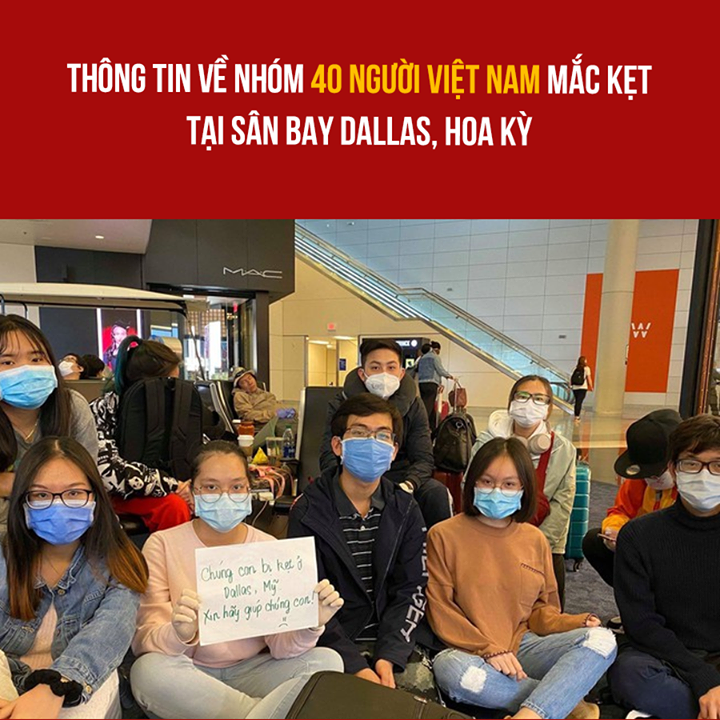 THÔNG TIN VỀ NHÓM 40 NGƯỜI VIỆT NAM MẮC KẸT
TẠI SÂN BAY DALLAS, HOA KỲ
MAC
W
Chúng con bị kẹt ở
Dallas, Mỹ
Xin hãy giúp chúng con!